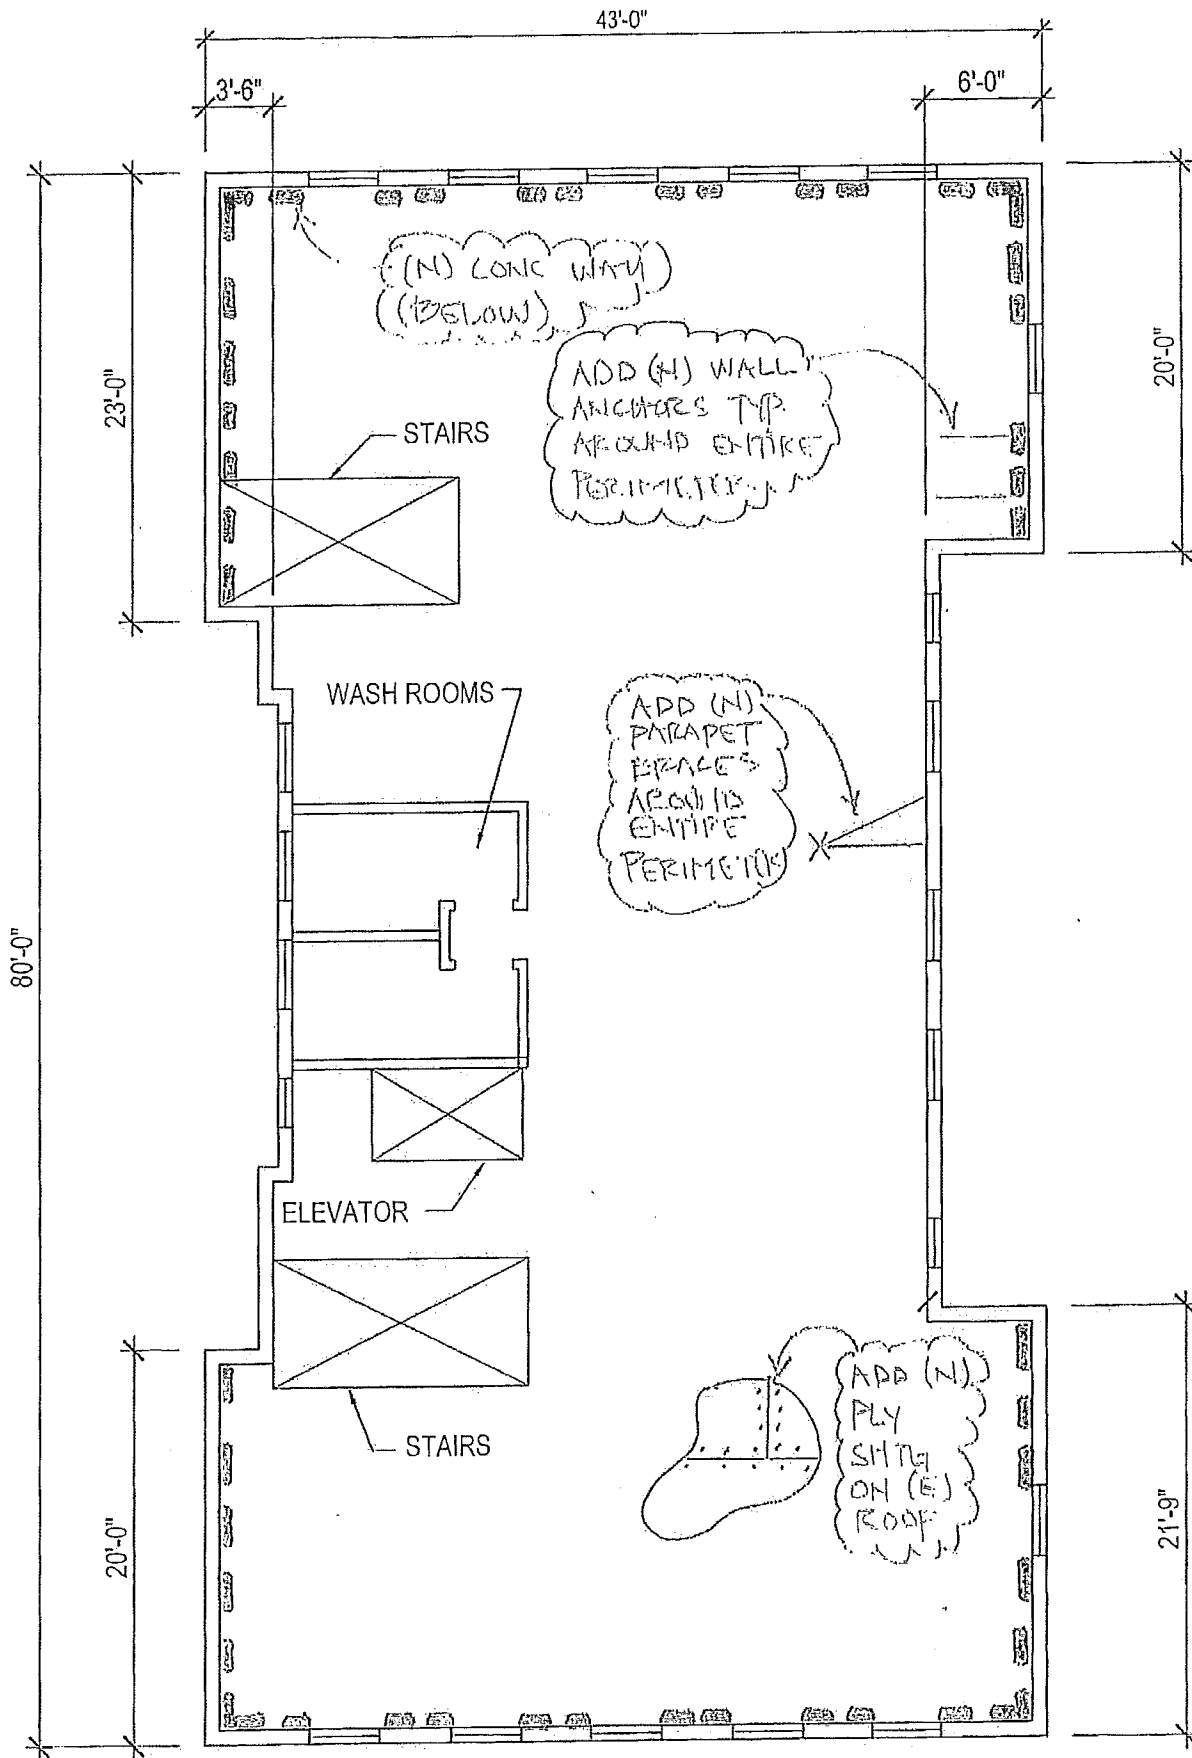 43'-0"
3'-6"
6'-0"
(N) CONC WALL
(BELOW)
ADD (N) WALL
ANCHORS TYP.
AROUND ENTIRE
PERIMETER
23'-0"
20'-0"
STAIRS
WASH ROOMS
ADD (N)
PARAPET
BRACES
AROUND
ENTIRE
PERIMETER
80'-0"
ELEVATOR
ADD (N)
PLY
SHTG
ON (E)
ROOF
STAIRS
20'-0"
21'-9"